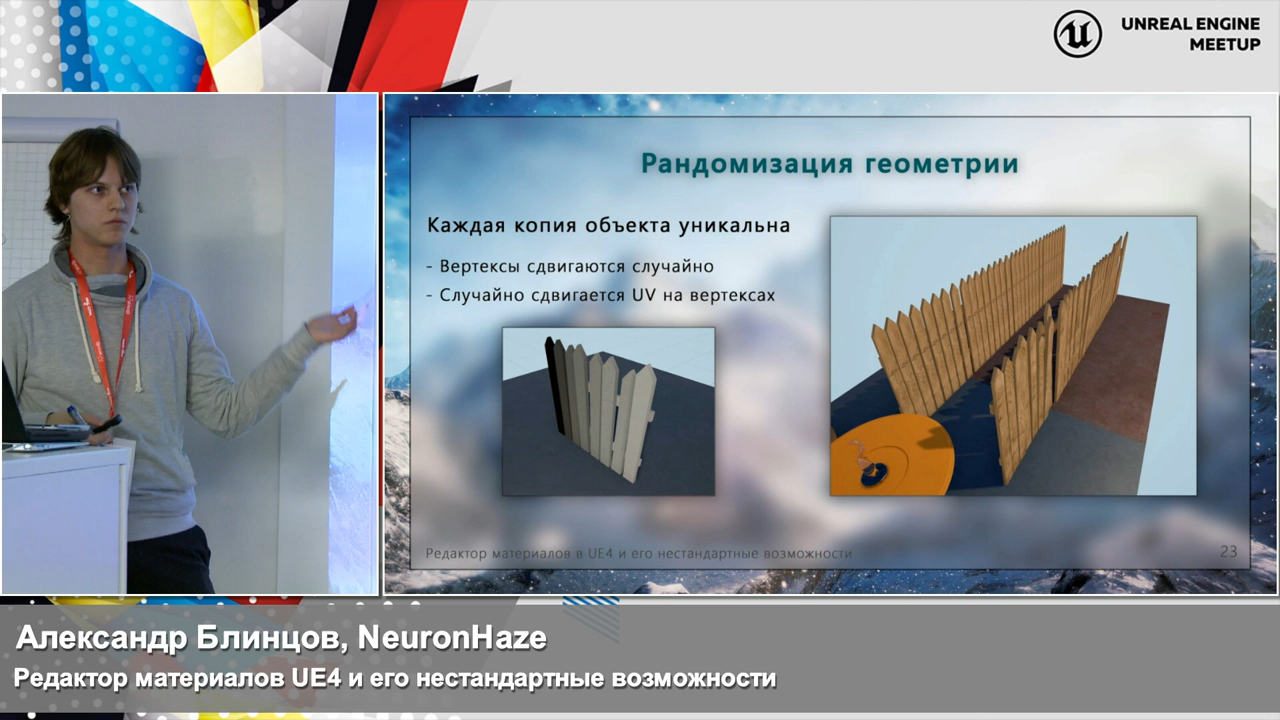 UNREAL ENGINE
MEETUP
Рандомизация геометрии
Каждая копия объекта уникальна
- Вертексы сдвигаются случайно
- Случайно сдвигается UV на вертексах
Редактор материалов в UE4 и его нестандартные возможности
23
Александр Блинцов, NeuronHaze
Редактор материалов UE4 и его нестандартные возможности